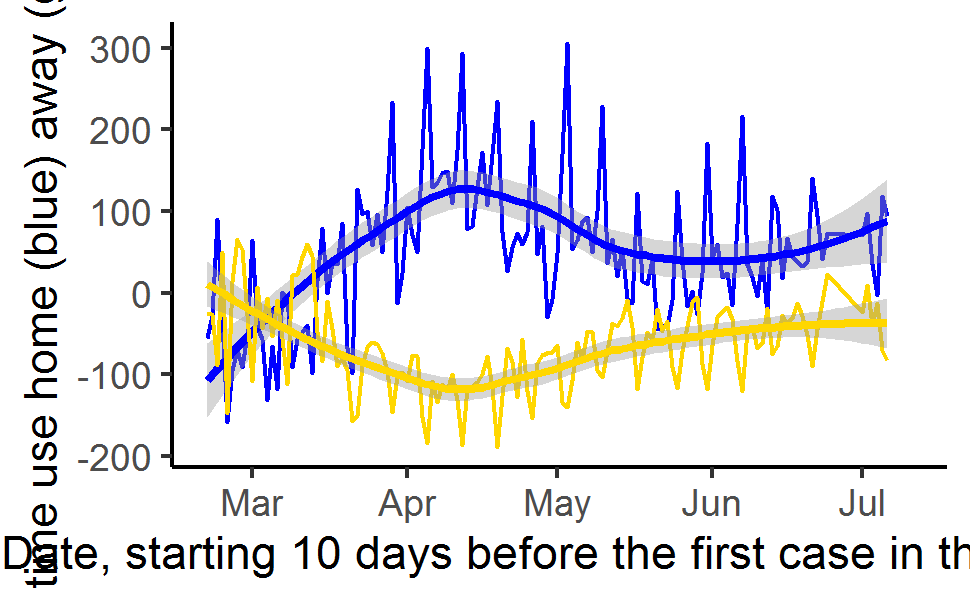 time use home (blue) away (
300
200
100
0
-100
-200
Mar Apr May Jun Jul
Date, starting 10 days before the first case in th